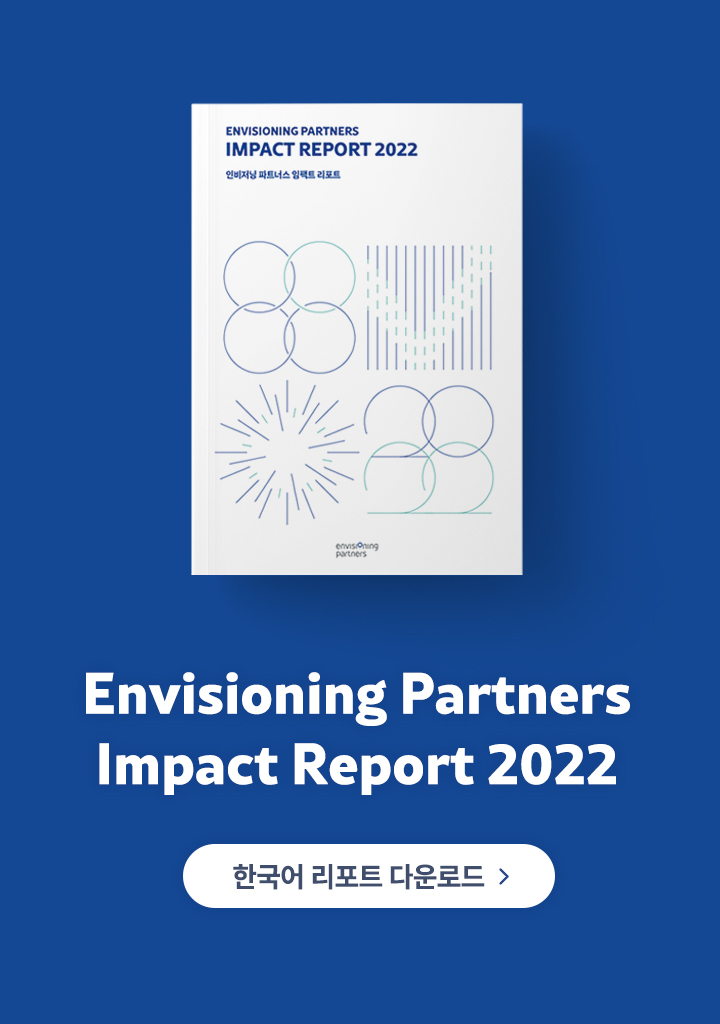 ENVISIONING PARTNERS
IMPACT REPORT 2022
인비저닝 파트너스 임팩트 리포트
envisioning
partners
Envisioning Partners
Impact Report 2022
한국어 리포트 다운로드